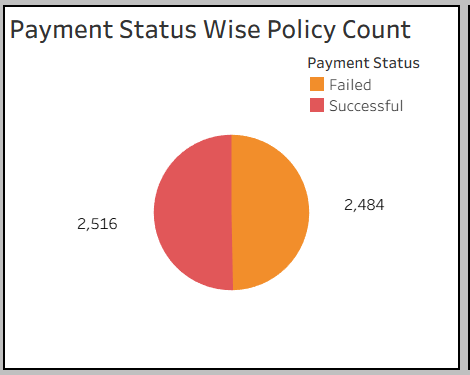 Payment Status Wise Policy Count
Payment Status
Failed
Successful
2,484
2,516